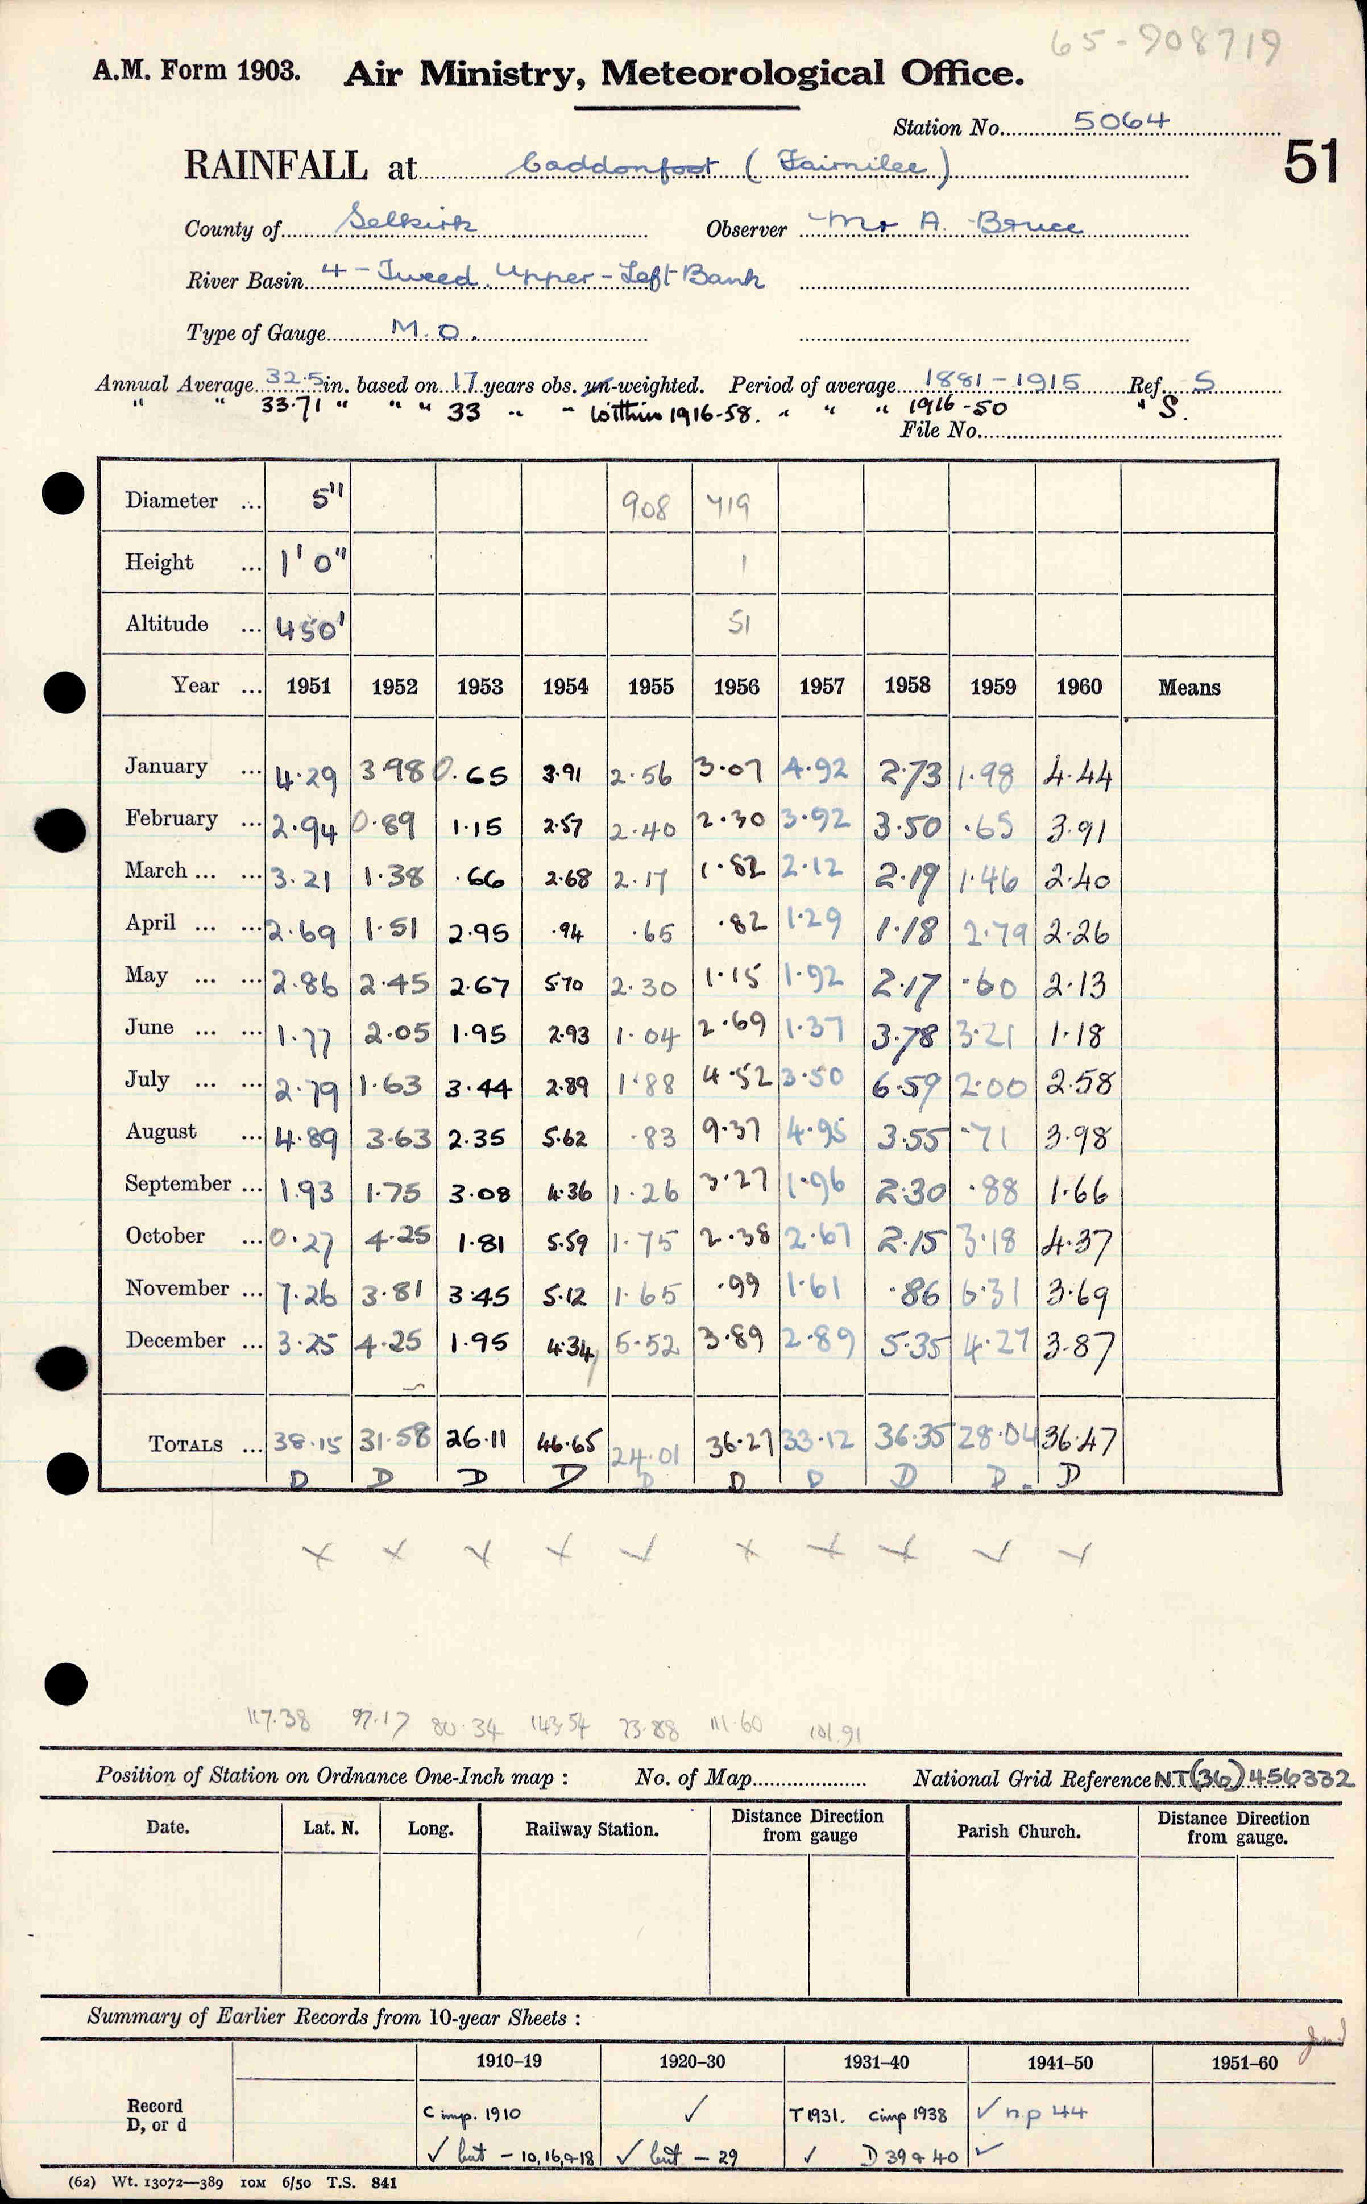 65-908719
A.M. Form 1903. Air Ministry, Meteorological Office.
Station No. 5064
51
RAINFALL at Caddonfoot (Fairnilee)
County of Selkirk Observer Mr A. Bruce
River Basin 4 - Tweed. Upper - Left Bank
Type of Gauge M.O.
Annual Average 32.5 in. based on 17 years obs. un-weighted. Period of average 1881-1915 Ref. S
" " 33.71 " " " 33 " " Within 1916-58. " " " 1916-50 " S.
File No.
Diameter ... 5" 908 719
Height ... 1' 0" 1
Altitude ... 450' 51
Year ... 1951 1952 1953 1954 1955 1956 1957 1958 1959 1960 Means
January ... 4.29 3.98 0.65 3.91 2.56 3.07 4.92 2.73 1.98 4.44
February ... 2.94 0.89 1.15 2.57 2.40 2.30 3.92 3.50 .65 3.91
March ... ... 3.21 1.38 .66 2.68 2.17 1.82 2.12 2.19 1.46 2.40
April ... ... 2.69 1.51 2.95 .94 .65 .82 1.29 1.18 2.79 2.26
May ... ... 2.86 2.45 2.67 5.70 2.30 1.15 1.92 2.17 .60 2.13
June ... ... 1.77 2.05 1.95 2.93 1.04 2.69 1.37 3.78 3.21 1.18
July ... ... 2.79 1.63 3.44 2.89 1.88 4.52 3.50 6.59 2.00 2.58
August ... 4.89 3.63 2.35 5.62 .83 9.37 4.95 3.55 .71 3.98
September ... 1.93 1.75 3.08 4.36 1.26 3.27 1.96 2.30 .88 1.66
October ... 0.27 4.25 1.81 5.59 1.75 2.38 2.67 2.15 3.18 4.37
November ... 7.26 3.81 3.45 5.12 1.65 .99 1.61 .86 6.31 3.69
December ... 3.25 4.25 1.95 4.34 5.52 3.89 2.89 5.35 4.27 3.87
TOTALS ... 38.15 31.58 26.11 46.65 24.01 36.27 33.12 36.35 28.04 36.47
D D D D D D D D D. D
117.38 97.17 80.34 143.54 73.88 111.60 101.91
Position of Station on Ordnance One-Inch map : No. of Map National Grid Reference NT(36)456332
Date. Lat. N. Long. Railway Station. Distance Direction from gauge Parish Church. Distance Direction from gauge.
Summary of Earlier Records from 10-year Sheets :
1910-19 1920-30 1931-40 1941-50 1951-60
Record D, or d C imp. 1910 ✓ T 1931. C imp 1938 ✓ np 44
✓ but - 10, 16, & 18 ✓ but - 29 ✓ D 39 & 40 ✓
(62) Wt. 13072—389 10M 6/50 T.S. 841